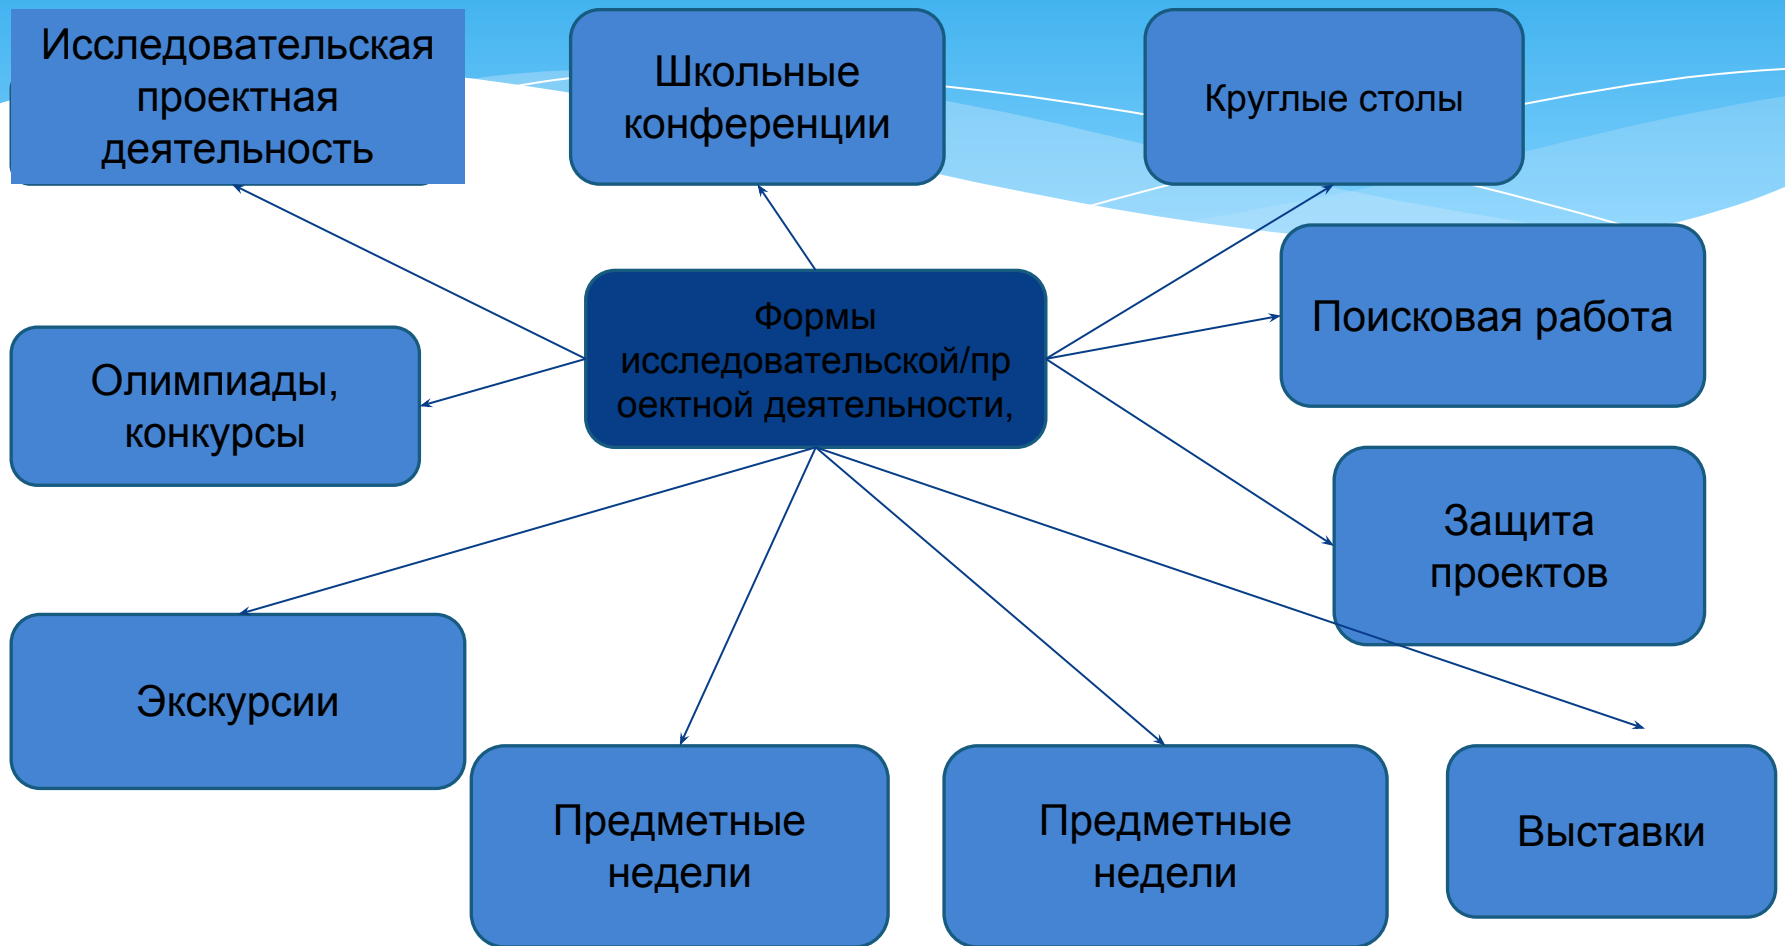 Исследовательская
проектная
деятельность
Школьные
конференции
Круглые столы
Формы
исследовательской/пр
оектной деятельности,
Поисковая работа
Олимпиады,
конкурсы
Защита
проектов
Экскурсии
Предметные
недели
Предметные
недели
Выставки